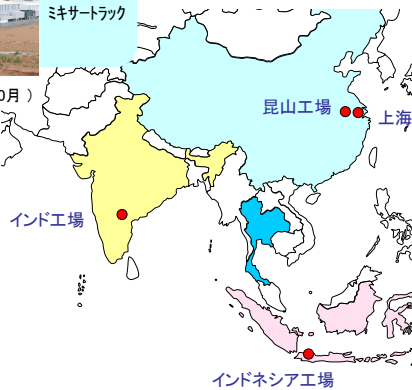 ミキサートラック
0月 )
昆山工場
上海
インド工場
インドネシア工場